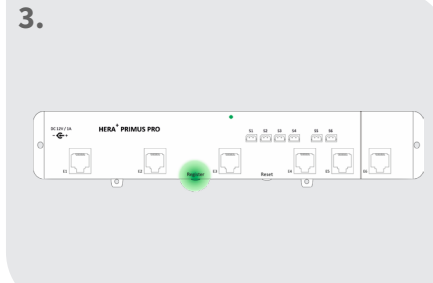 3.
DC 12V / 1A
HERA+ PRIMUS PRO
S1 S2 S3 S4 S5 S6
E1 E2 Register E3 Reset E4 E5 E6